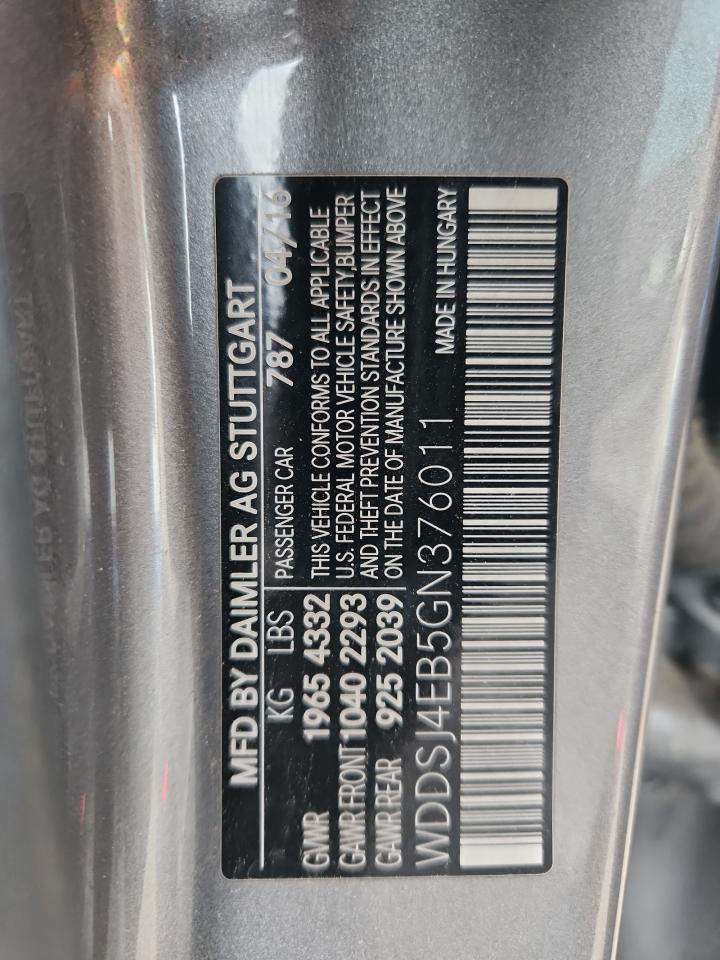 MFD BY DAIMLER AG STUTTGART
KG LBS PASSENGER CAR 787 04/16
GVWR 1965 4332
GAWR FRONT 1040 2293
GAWR REAR 925 2039
THIS VEHICLE CONFORMS TO ALL APPLICABLE
U.S. FEDERAL MOTOR VEHICLE SAFETY,BUMPER
AND THEFT PREVENTION STANDARDS IN EFFECT
ON THE DATE OF MANUFACTURE SHOWN ABOVE
WDDSJ4EB5GN376011 MADE IN HUNGARY